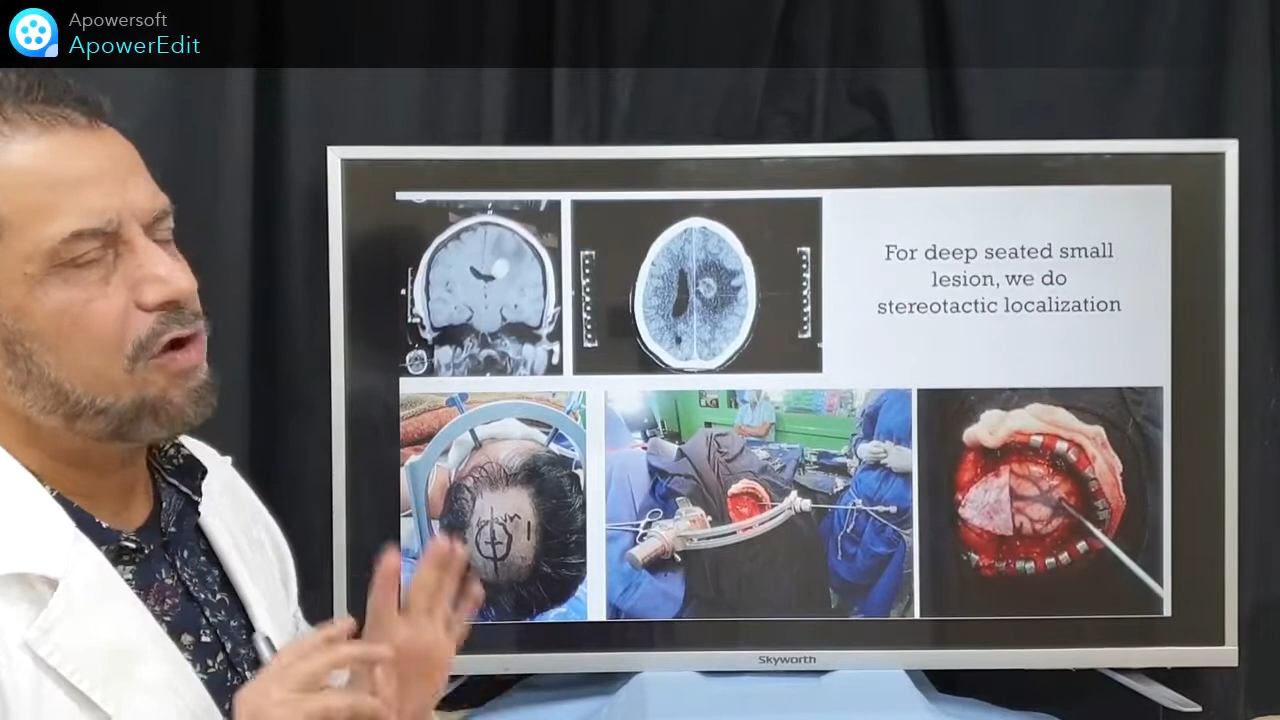 Apowersoft
ApowerEdit
For deep seated small
lesion, we do
stereotactic localization
Skyworth